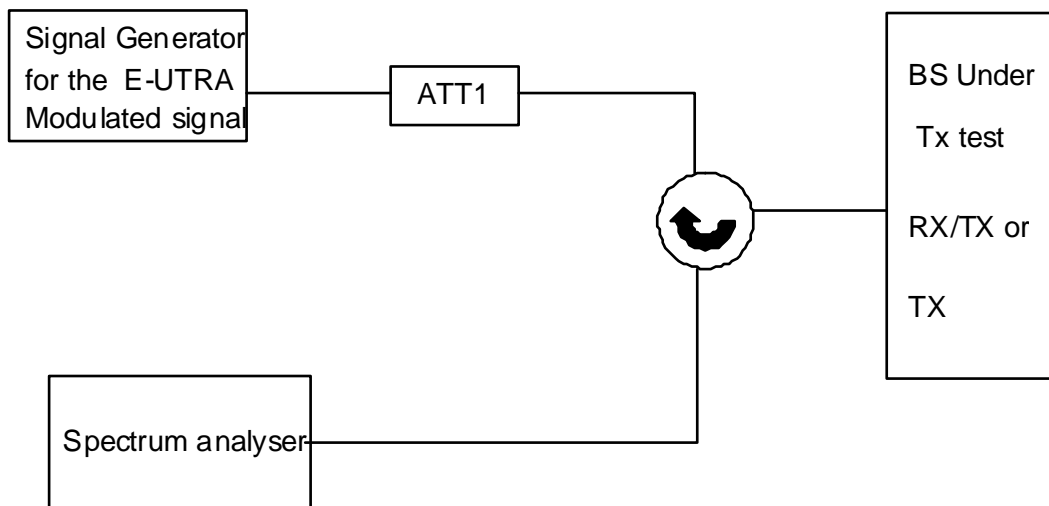 Signal Generator
for the E-UTRA
Modulated signal
ATT1
BS Under
Tx test
RX/TX or
TX
Spectrum analyser